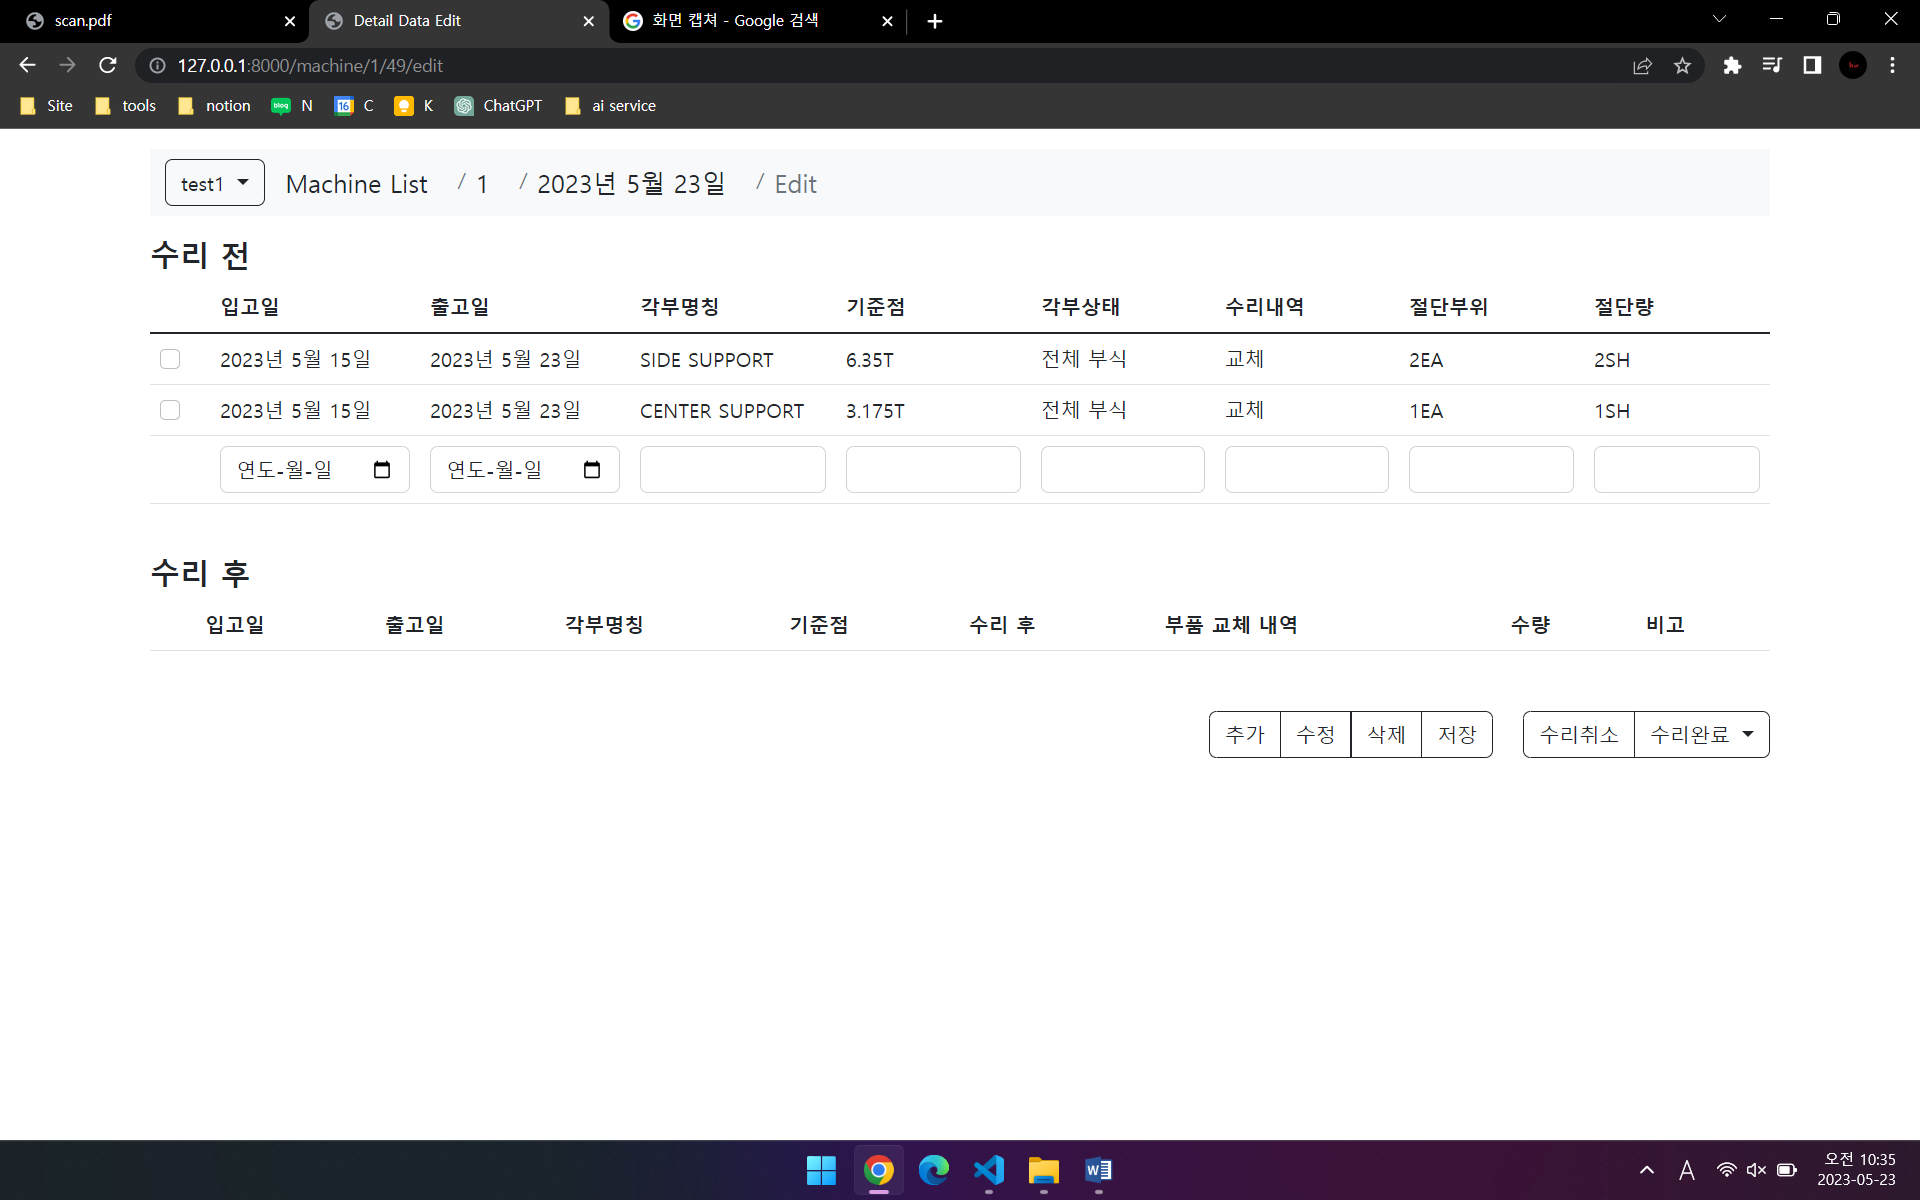 scan.pdf
Detail Data Edit
화면 캡쳐 - Google 검색
127.0.0.1:8000/machine/1/49/edit
Site tools notion blog N 16 C K ChatGPT ai service
test1 Machine List / 1 / 2023년 5월 23일 / Edit
수리 전
입고일 출고일 각부명칭 기준점 각부상태 수리내역 절단부위 절단량
2023년 5월 15일 2023년 5월 23일 SIDE SUPPORT 6.35T 전체 부식 교체 2EA 2SH
2023년 5월 15일 2023년 5월 23일 CENTER SUPPORT 3.175T 전체 부식 교체 1EA 1SH
연도-월-일 연도-월-일
수리 후
입고일 출고일 각부명칭 기준점 수리 후 부품 교체 내역 수량 비고
추가 수정 삭제 저장 수리취소 수리완료
W A 오전 10:35
2023-05-23